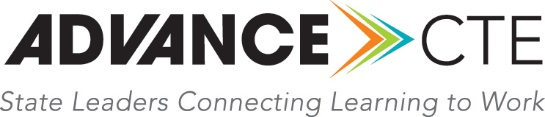 ADVANCE CTE
State Leaders Connecting Learning to Work